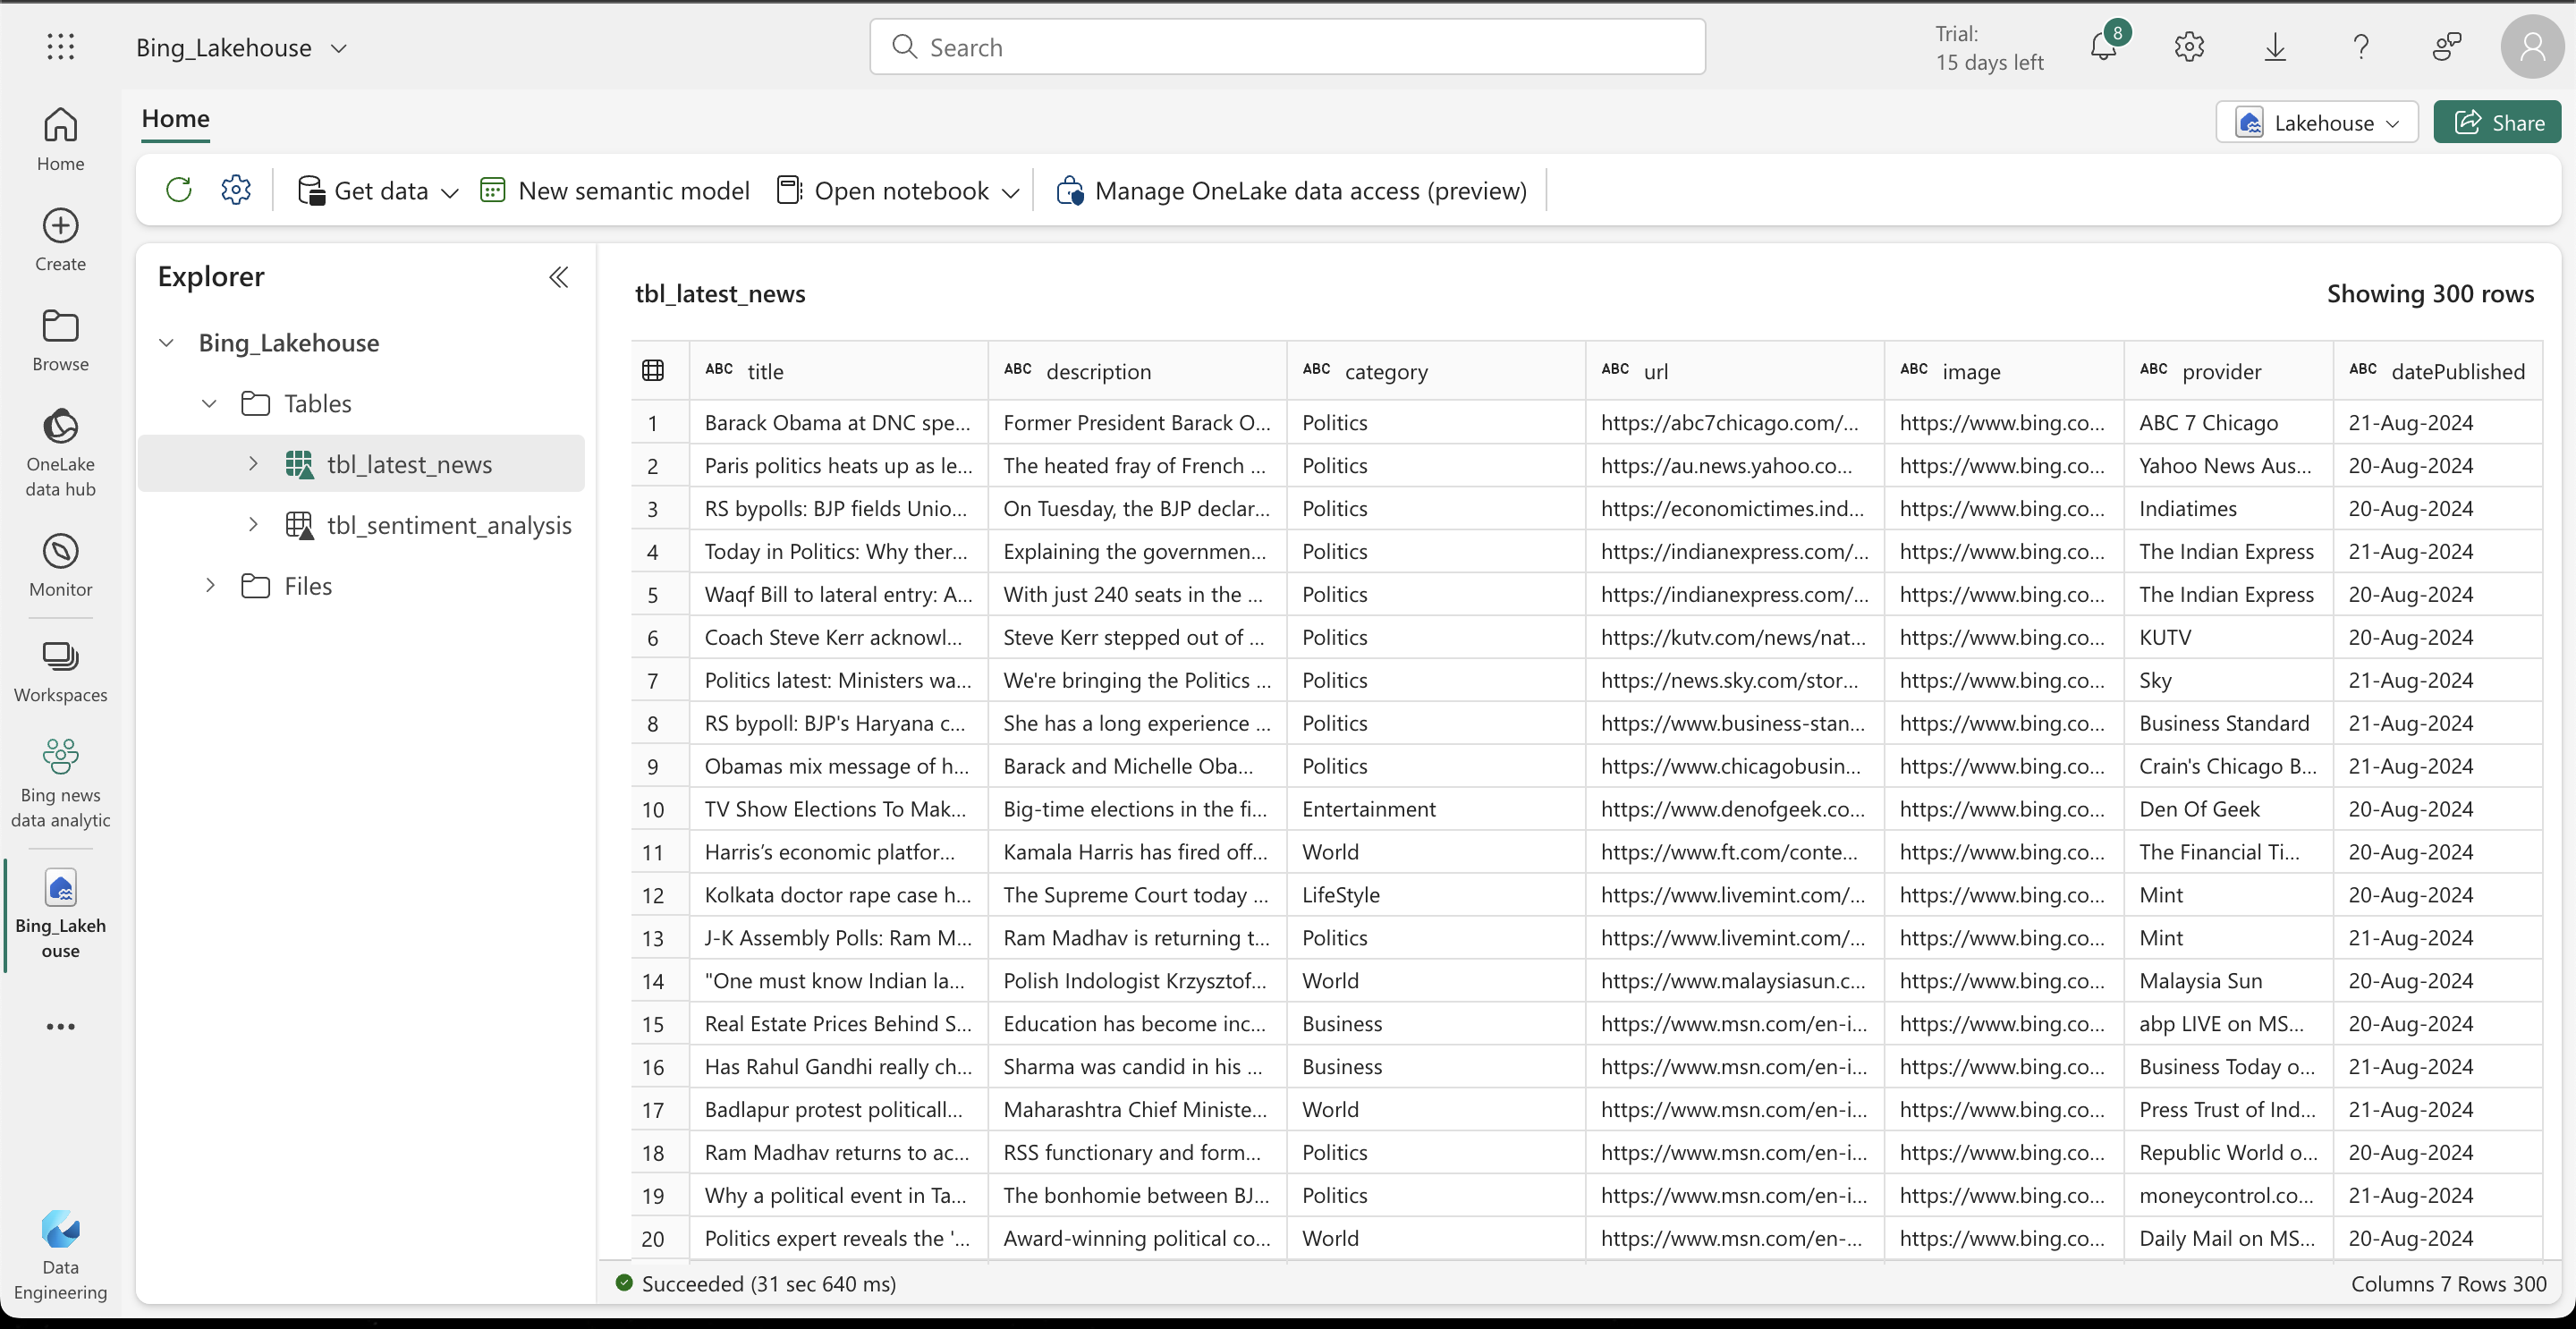 Bing_Lakehouse
Search
Trial:
15 days left
8
Home
Create
Browse
OneLake
data hub
Monitor
Workspaces
Bing news
data analytic
Bing_Lakeh
ouse
Data
Engineering
Home
Lakehouse
Share
Get data
New semantic model
Open notebook
Manage OneLake data access (preview)
Explorer
Bing_Lakehouse
Tables
tbl_latest_news
tbl_sentiment_analysis
Files
tbl_latest_news
Showing 300 rows
ABC title ABC description ABC category ABC url ABC image ABC provider ABC datePublished
1 Barack Obama at DNC spe... Former President Barack O... Politics https://abc7chicago.com/... https://www.bing.co... ABC 7 Chicago 21-Aug-2024
2 Paris politics heats up as le... The heated fray of French ... Politics https://au.news.yahoo.co... https://www.bing.co... Yahoo News Aus... 20-Aug-2024
3 RS bypolls: BJP fields Unio... On Tuesday, the BJP declar... Politics https://economictimes.ind... https://www.bing.co... Indiatimes 20-Aug-2024
4 Today in Politics: Why ther... Explaining the governmen... Politics https://indianexpress.com/... https://www.bing.co... The Indian Express 21-Aug-2024
5 Waqf Bill to lateral entry: A... With just 240 seats in the ... Politics https://indianexpress.com/... https://www.bing.co... The Indian Express 20-Aug-2024
6 Coach Steve Kerr acknowl... Steve Kerr stepped out of ... Politics https://kutv.com/news/nat... https://www.bing.co... KUTV 20-Aug-2024
7 Politics latest: Ministers wa... We're bringing the Politics ... Politics https://news.sky.com/stor... https://www.bing.co... Sky 21-Aug-2024
8 RS bypoll: BJP's Haryana c... She has a long experience ... Politics https://www.business-stan... https://www.bing.co... Business Standard 21-Aug-2024
9 Obamas mix message of h... Barack and Michelle Oba... Politics https://www.chicagobusin... https://www.bing.co... Crain's Chicago B... 21-Aug-2024
10 TV Show Elections To Mak... Big-time elections in the fi... Entertainment https://www.denofgeek.co... https://www.bing.co... Den Of Geek 20-Aug-2024
11 Harris’s economic platfor... Kamala Harris has fired off... World https://www.ft.com/conte... https://www.bing.co... The Financial Ti... 20-Aug-2024
12 Kolkata doctor rape case h... The Supreme Court today ... LifeStyle https://www.livemint.com/... https://www.bing.co... Mint 20-Aug-2024
13 J-K Assembly Polls: Ram M... Ram Madhav is returning t... Politics https://www.livemint.com/... https://www.bing.co... Mint 21-Aug-2024
14 "One must know Indian la... Polish Indologist Krzysztof... World https://www.malaysiasun.c... https://www.bing.co... Malaysia Sun 20-Aug-2024
15 Real Estate Prices Behind S... Education has become inc... Business https://www.msn.com/en-i... https://www.bing.co... abp LIVE on MS... 20-Aug-2024
16 Has Rahul Gandhi really ch... Sharma was candid in his ... Business https://www.msn.com/en-i... https://www.bing.co... Business Today o... 21-Aug-2024
17 Badlapur protest politicall... Maharashtra Chief Ministe... World https://www.msn.com/en-i... https://www.bing.co... Press Trust of Ind... 21-Aug-2024
18 Ram Madhav returns to ac... RSS functionary and form... Politics https://www.msn.com/en-i... https://www.bing.co... Republic World o... 20-Aug-2024
19 Why a political event in Ta... The bonhomie between BJ... Politics https://www.msn.com/en-i... https://www.bing.co... moneycontrol.co... 21-Aug-2024
20 Politics expert reveals the '... Award-winning political co... World https://www.msn.com/en-... https://www.bing.co... Daily Mail on MS... 20-Aug-2024
Succeeded (31 sec 640 ms)
Columns 7 Rows 300